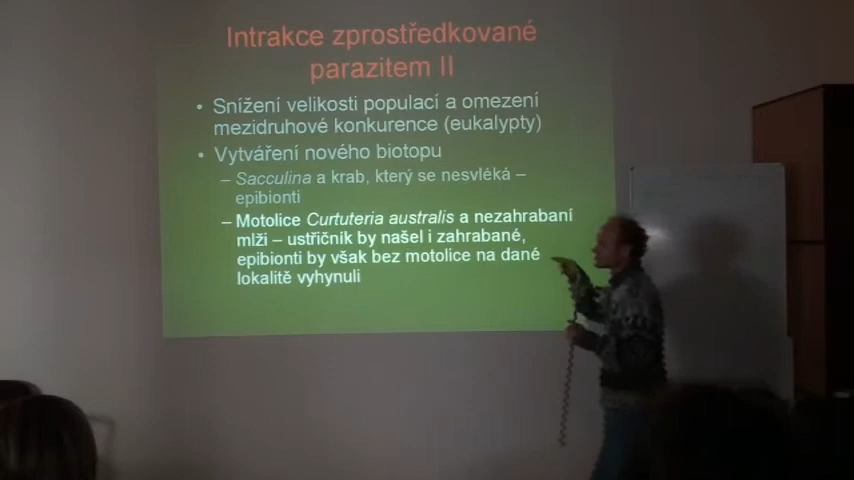 Intrakce zprostředkované
parazitem II
• Snížení velikosti populací a omezení
mezidruhové konkurence (eukalypty)
• Vytváření nového biotopu
– Sacculina a krab, který se nesvléká –
epibionti
– Motolice Curtuteria australis a nezahrabaní
mlži – ustřičník by našel i zahrabané,
epibionti by však bez motolice na dané
lokalitě vyhynuli